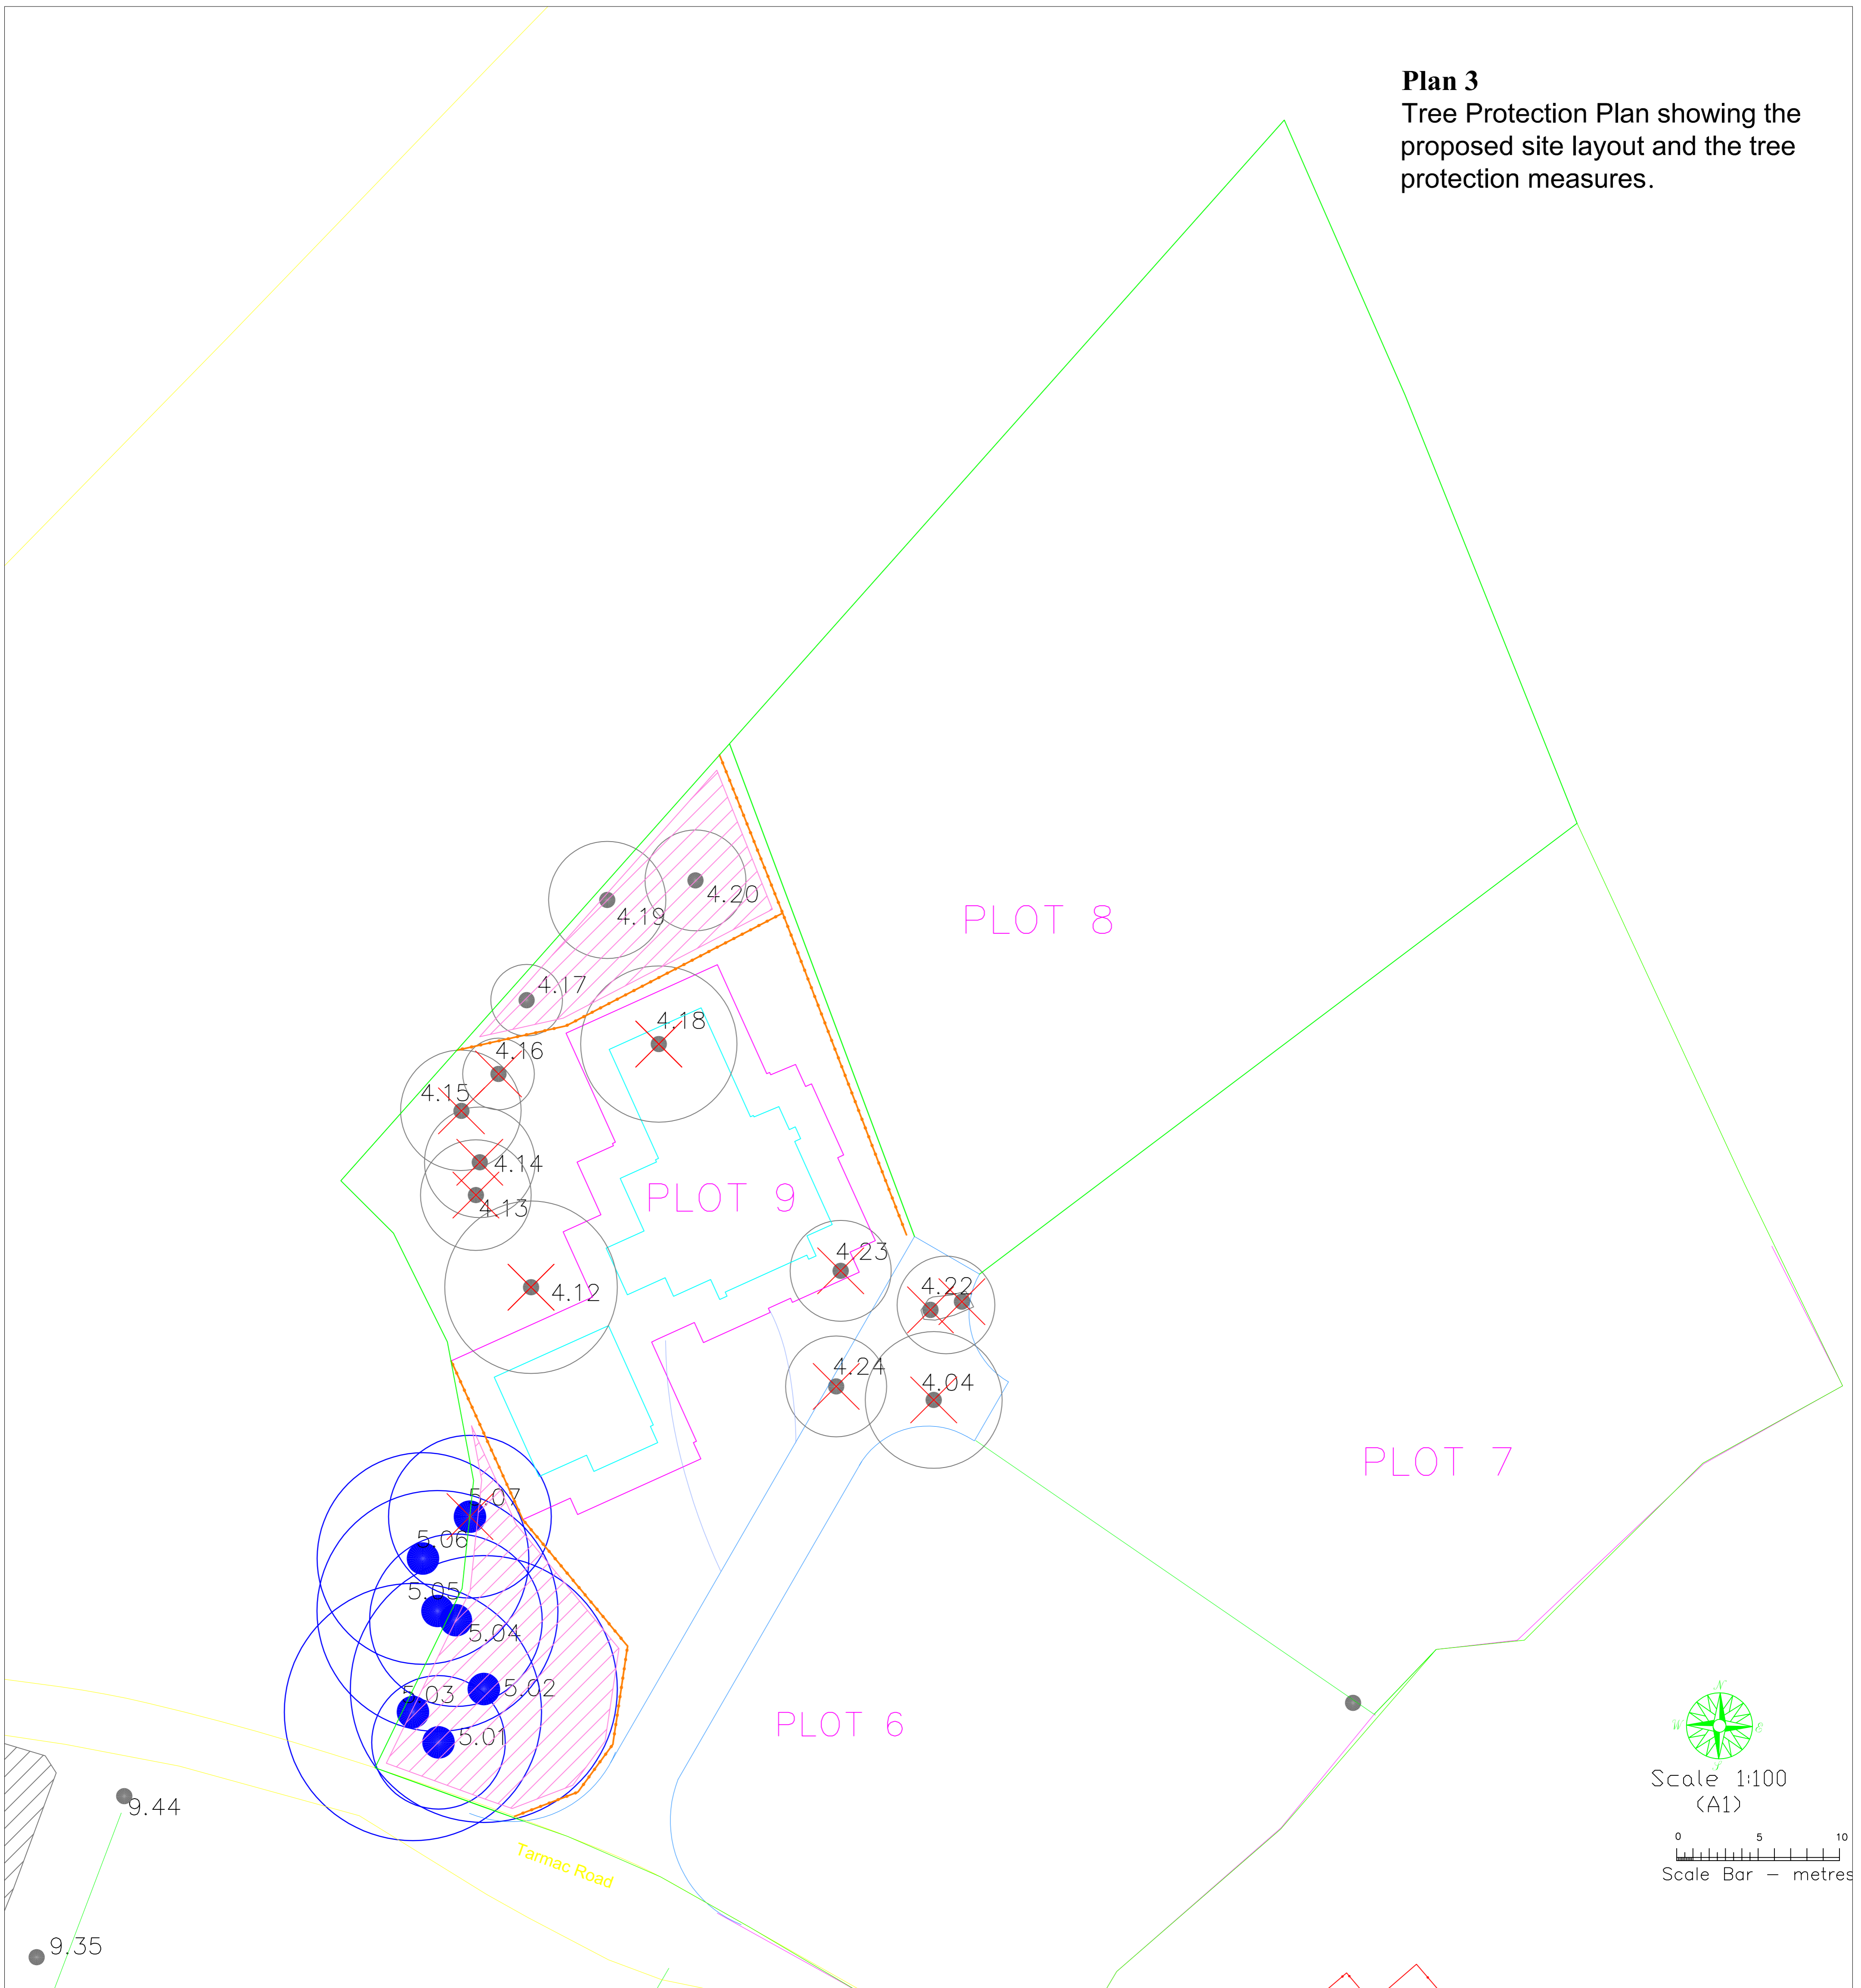 Plan 3
Tree Protection Plan showing the
proposed site layout and the tree
protection measures.
4.20
4.19
PLOT 8
4.17
4.18
4.16
4.15
4.14
4.13
PLOT 9
4.23
4.12
4.22
4.24
4.04
PLOT 7
5.07
5.06
5.05
5.04
5.02
5.03
5.01
PLOT 6
N
W
E
S
Scale 1:100
(A1)
9.44
0 5 10
Scale Bar - metres
Tarmac Road
9.35